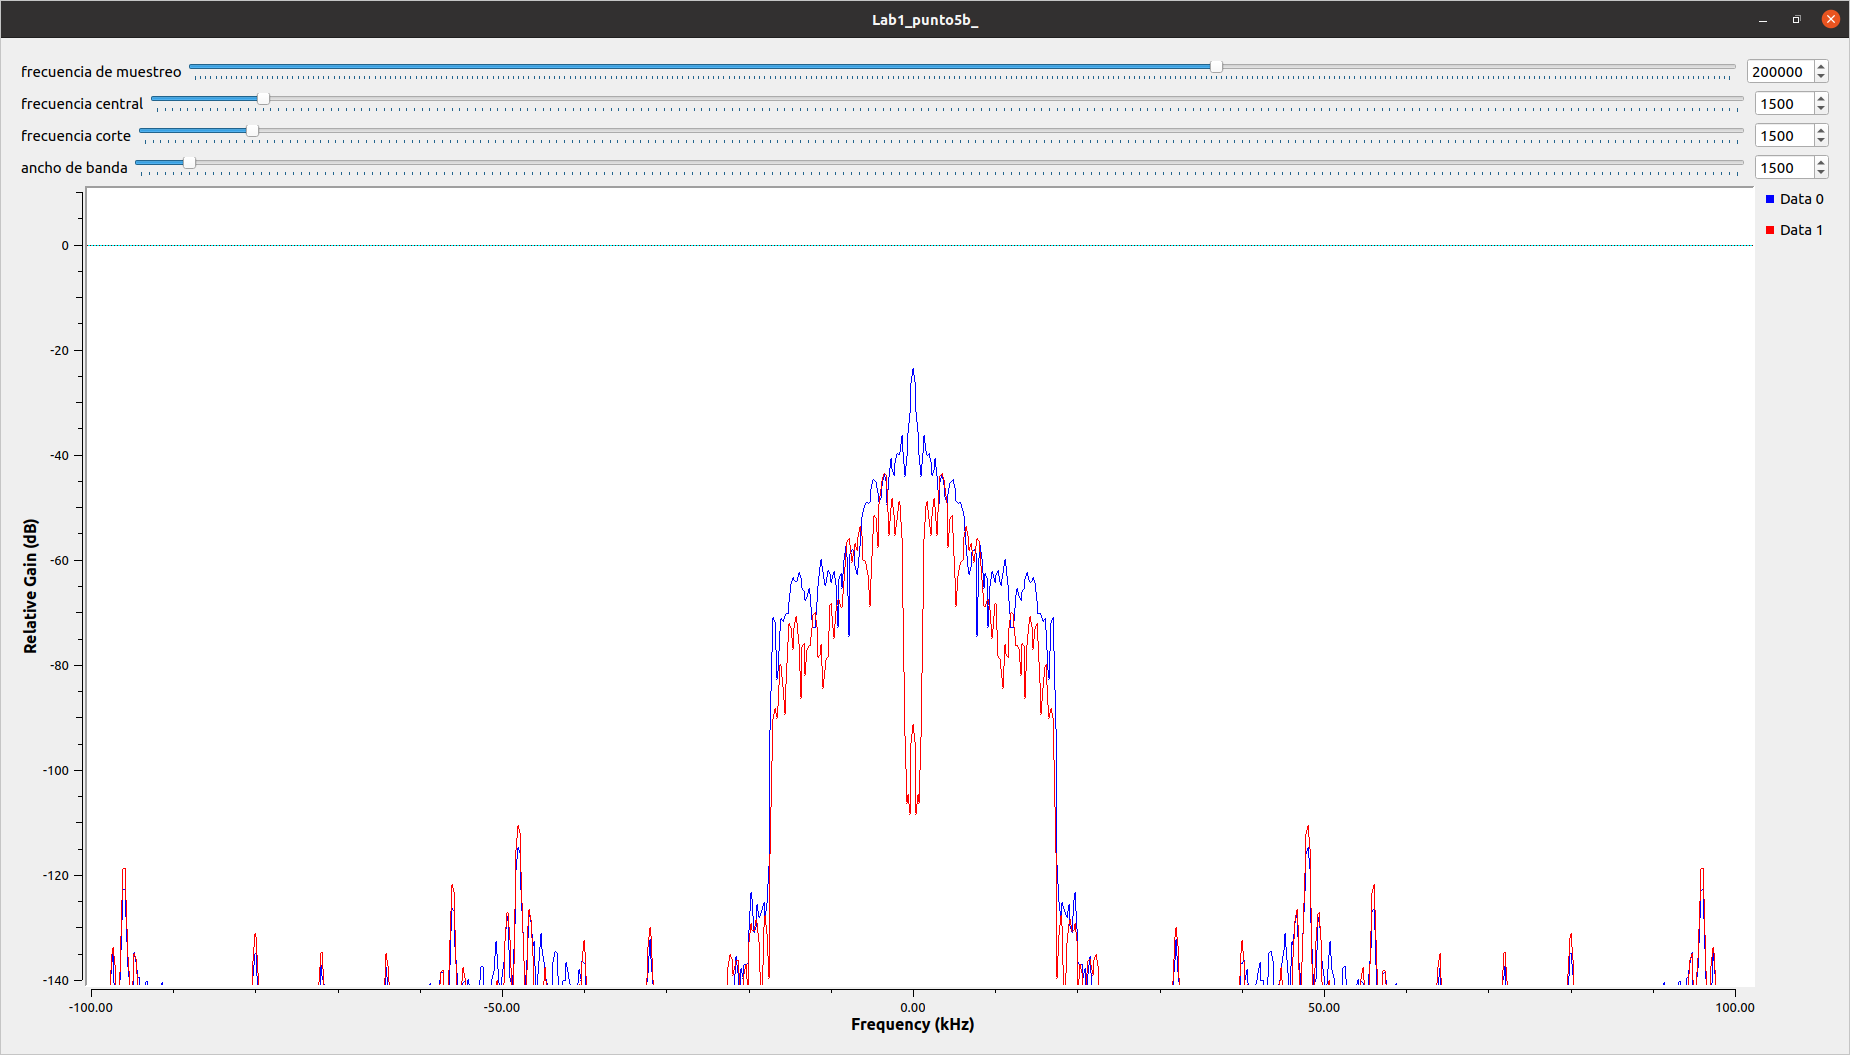 Lab1_punto5b_
frecuencia de muestreo 200000
frecuencia central 1500
frecuencia corte 1500
ancho de banda 1500
Data 0
Data 1
Relative Gain (dB)
0
-20
-40
-60
-80
-100
-120
-140
-100.00 -50.00 0.00 50.00 100.00
Frequency (kHz)